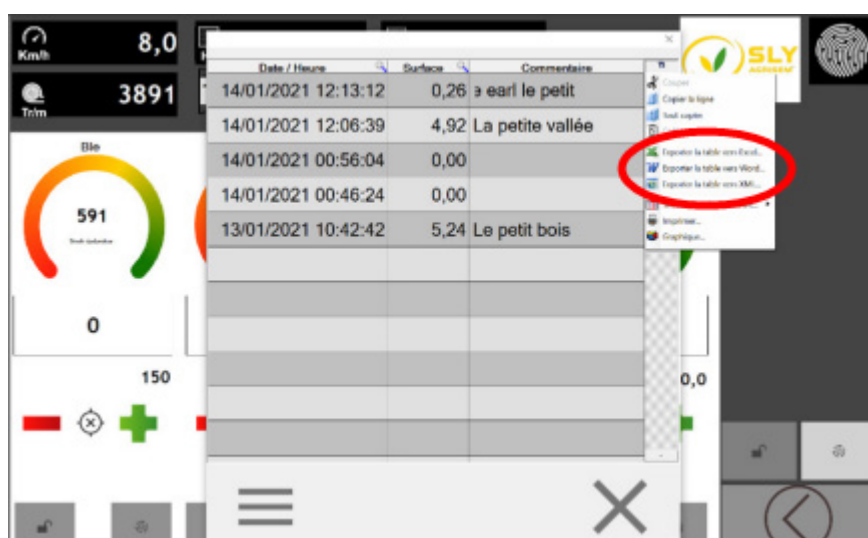 Km/h
8,0
Tr/m
3891
SLY
AGRISEM
Date / Heure Surface Commentaire
14/01/2021 12:13:12 0,26 earl le petit
14/01/2021 12:06:39 4,92 La petite vallée
14/01/2021 00:56:04 0,00
14/01/2021 00:46:24 0,00
13/01/2021 10:42:42 5,24 Le petit bois
Couper
Copier la ligne
Tout copier
Exporter la table vers Excel...
Exporter la table vers Word...
Exporter la table vers XML...
Imprimer...
Graphique...
Ble
591
0
150
0,0